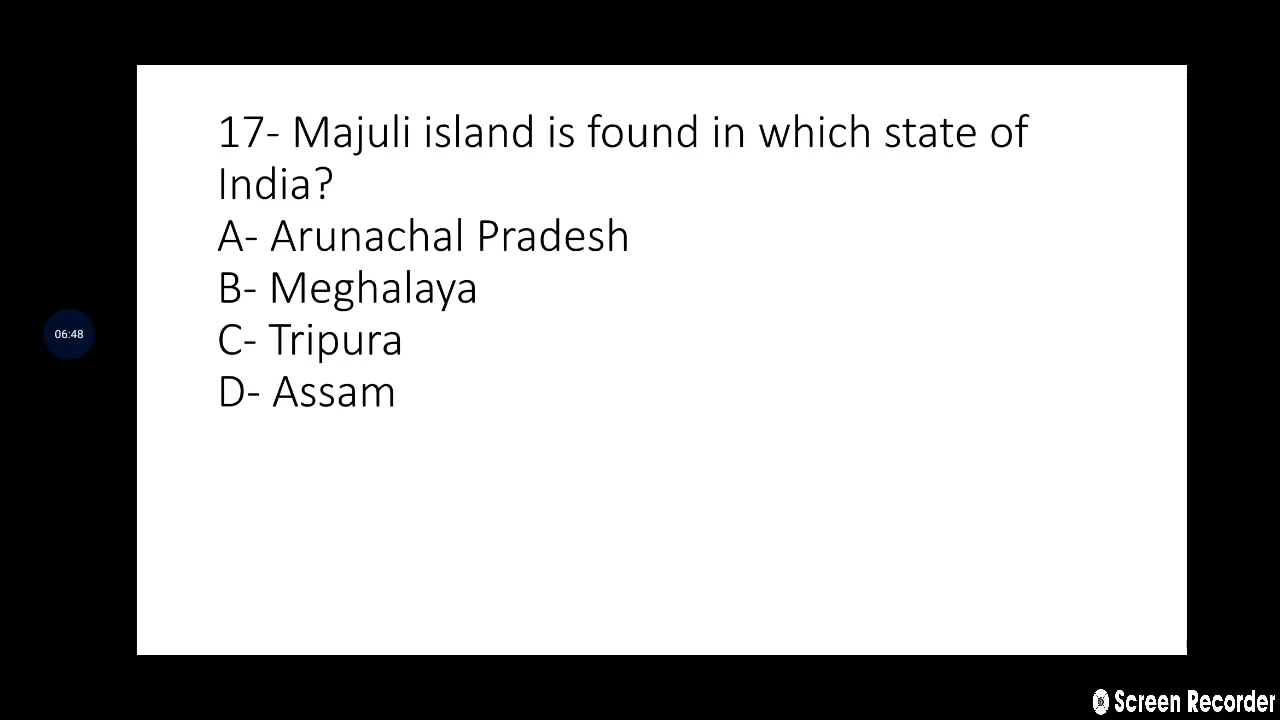 17- Majuli island is found in which state of
India?
A- Arunachal Pradesh
B- Meghalaya
C- Tripura
D- Assam
06:48
Screen Recorder